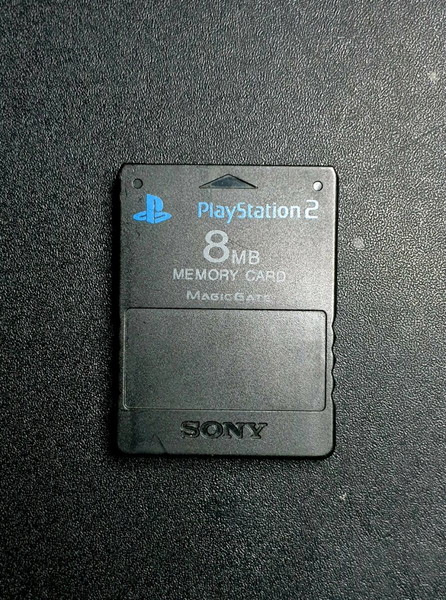 PlayStation 2
8MB
MEMORY CARD
MAGICGATE
SONY